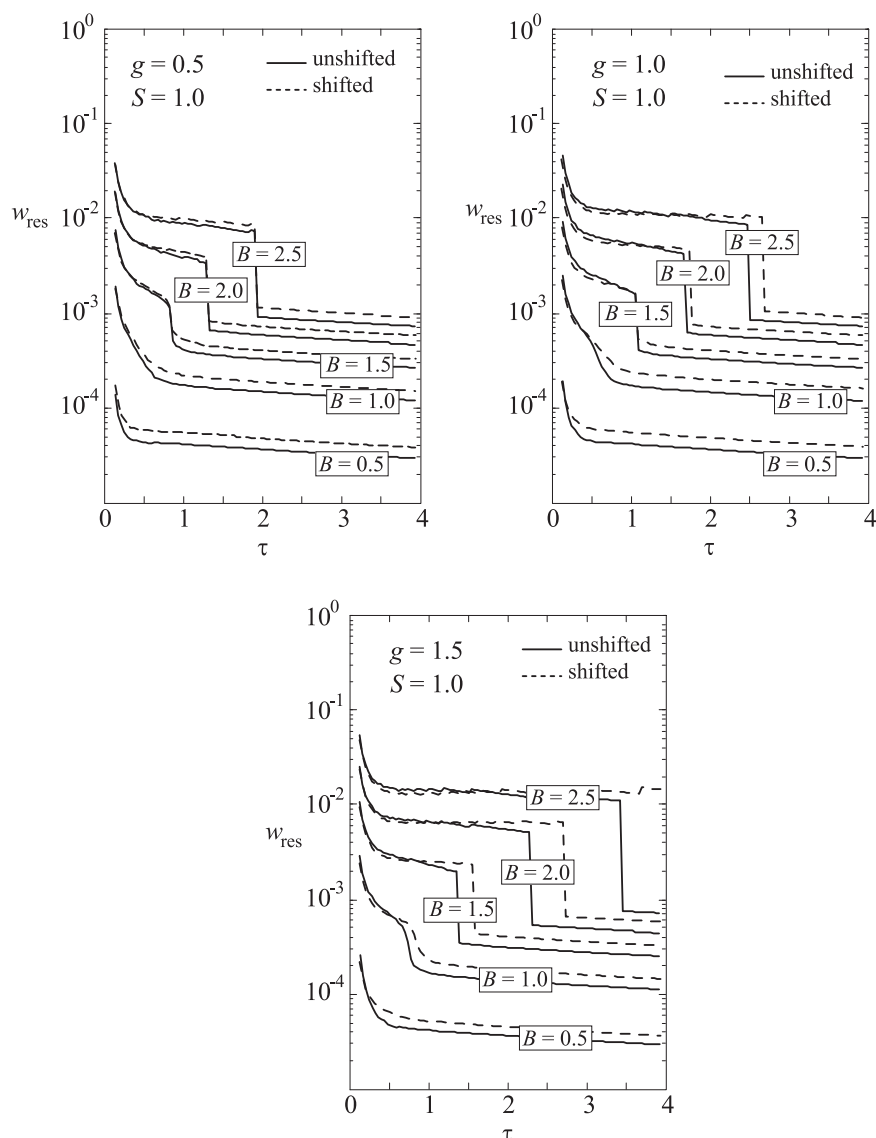 10^0
10^-1
10^-2
10^-3
10^-4
w_res
g = 0.5
S = 1.0
unshifted
shifted
B = 2.5
B = 2.0
B = 1.5
B = 1.0
B = 0.5
0 1 2 3 4
τ
10^0
10^-1
10^-2
10^-3
10^-4
w_res
g = 1.0
S = 1.0
unshifted
shifted
B = 2.5
B = 2.0
B = 1.5
B = 1.0
B = 0.5
0 1 2 3 4
τ
10^0
10^-1
10^-2
10^-3
10^-4
w_res
g = 1.5
S = 1.0
unshifted
shifted
B = 2.5
B = 2.0
B = 1.5
B = 1.0
B = 0.5
0 1 2 3 4
τ